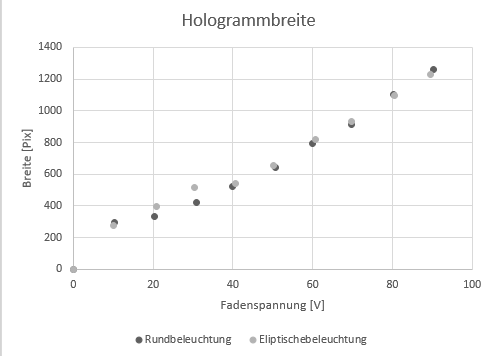 Hologrammbreite
1400
1200
1000
800
600
400
200
0
Breite [Pix]
0 20 40 60 80 100
Fadenspannung [V]
Rundbeleuchtung Eliptischebeleuchtung